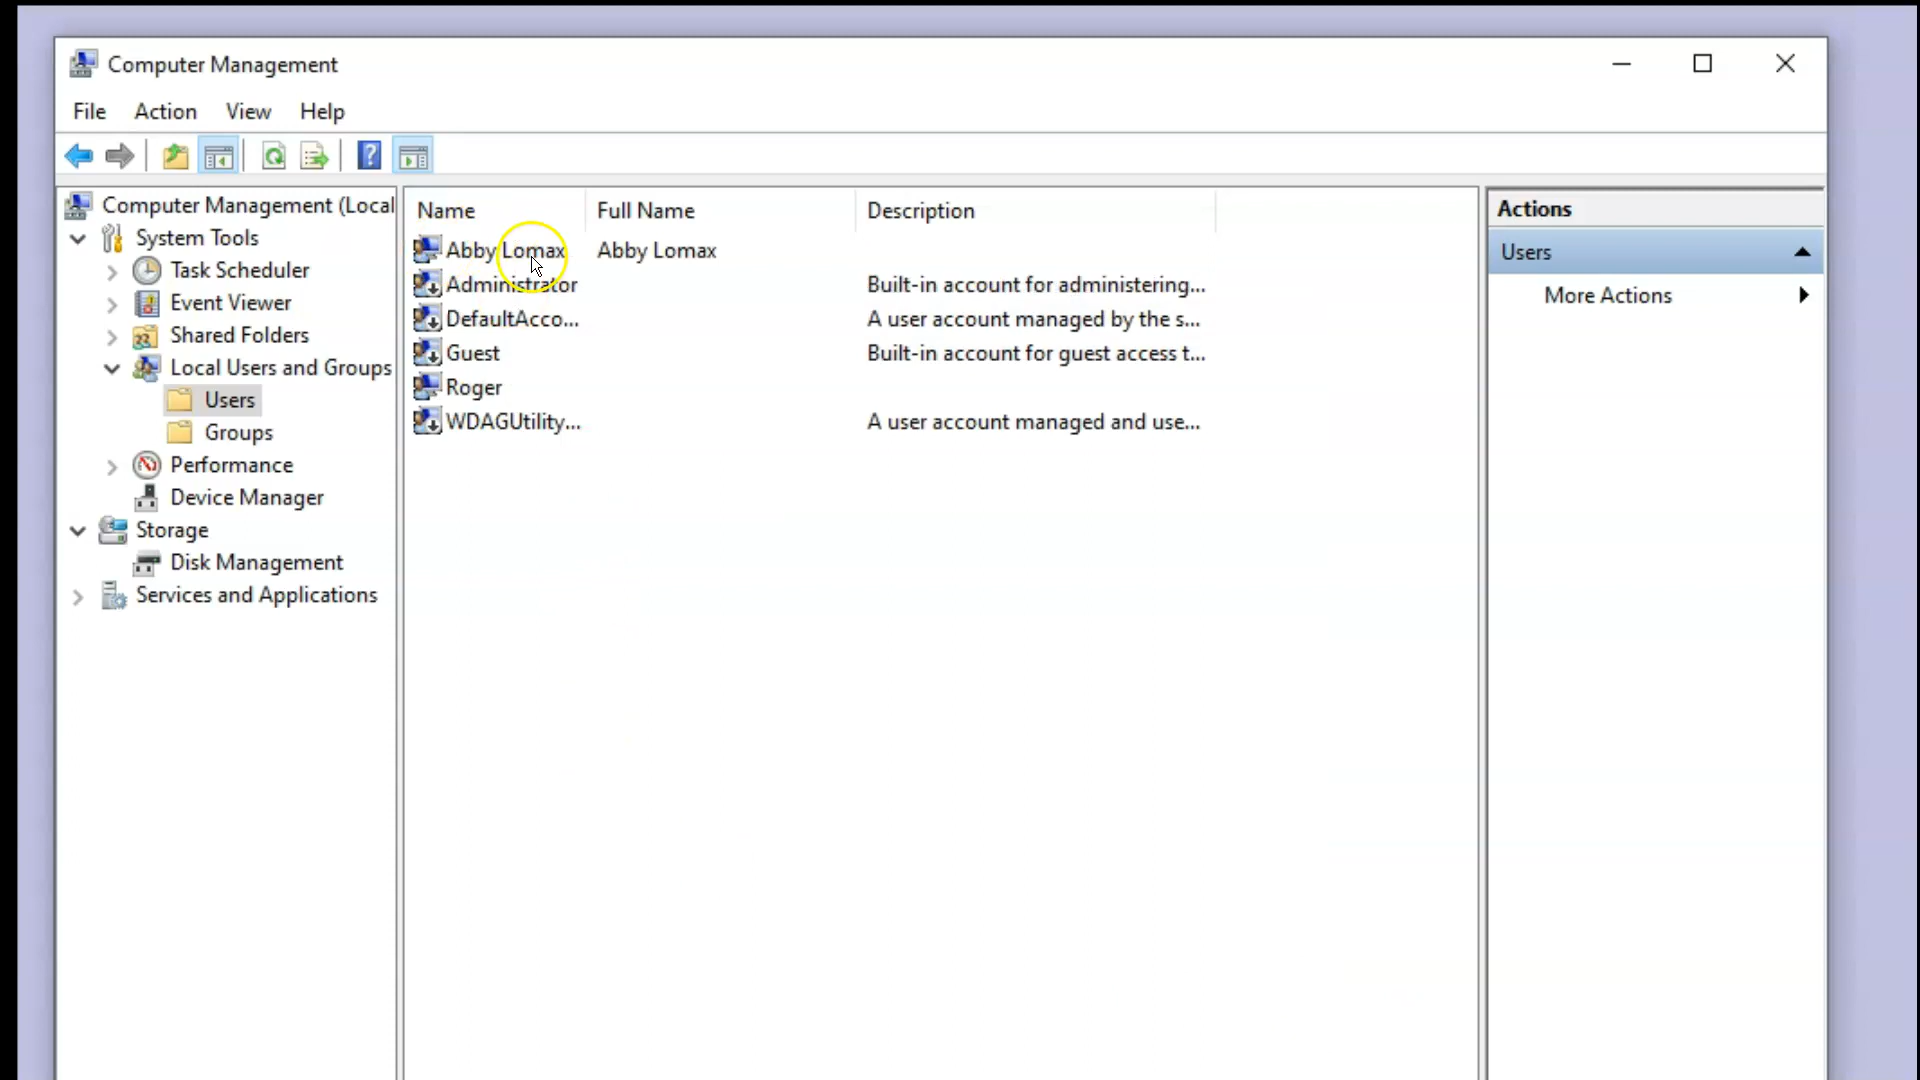 Computer Management
File Action View Help
Computer Management (Local
System Tools
Task Scheduler
Event Viewer
Shared Folders
Local Users and Groups
Users
Groups
Performance
Device Manager
Storage
Disk Management
Services and Applications
Name Full Name Description
Abby Lomax Abby Lomax
Administrator Built-in account for administering...
DefaultAcco... A user account managed by the s...
Guest Built-in account for guest access t...
Roger
WDAGUtility... A user account managed and use...
Actions
Users
More Actions